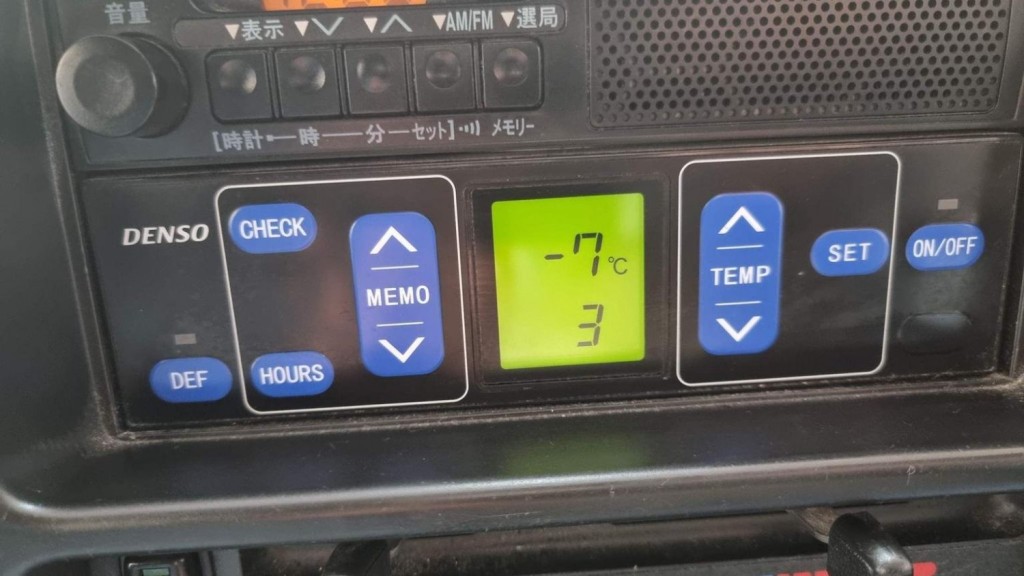 音量
▼表示 ▼﹀ ▼︿ ▼AM/FM ▼選局
[時計 時 分 セット] メモリー
DENSO
CHECK
MEMO
DEF
HOURS
-7℃
3
TEMP
SET
ON/OFF